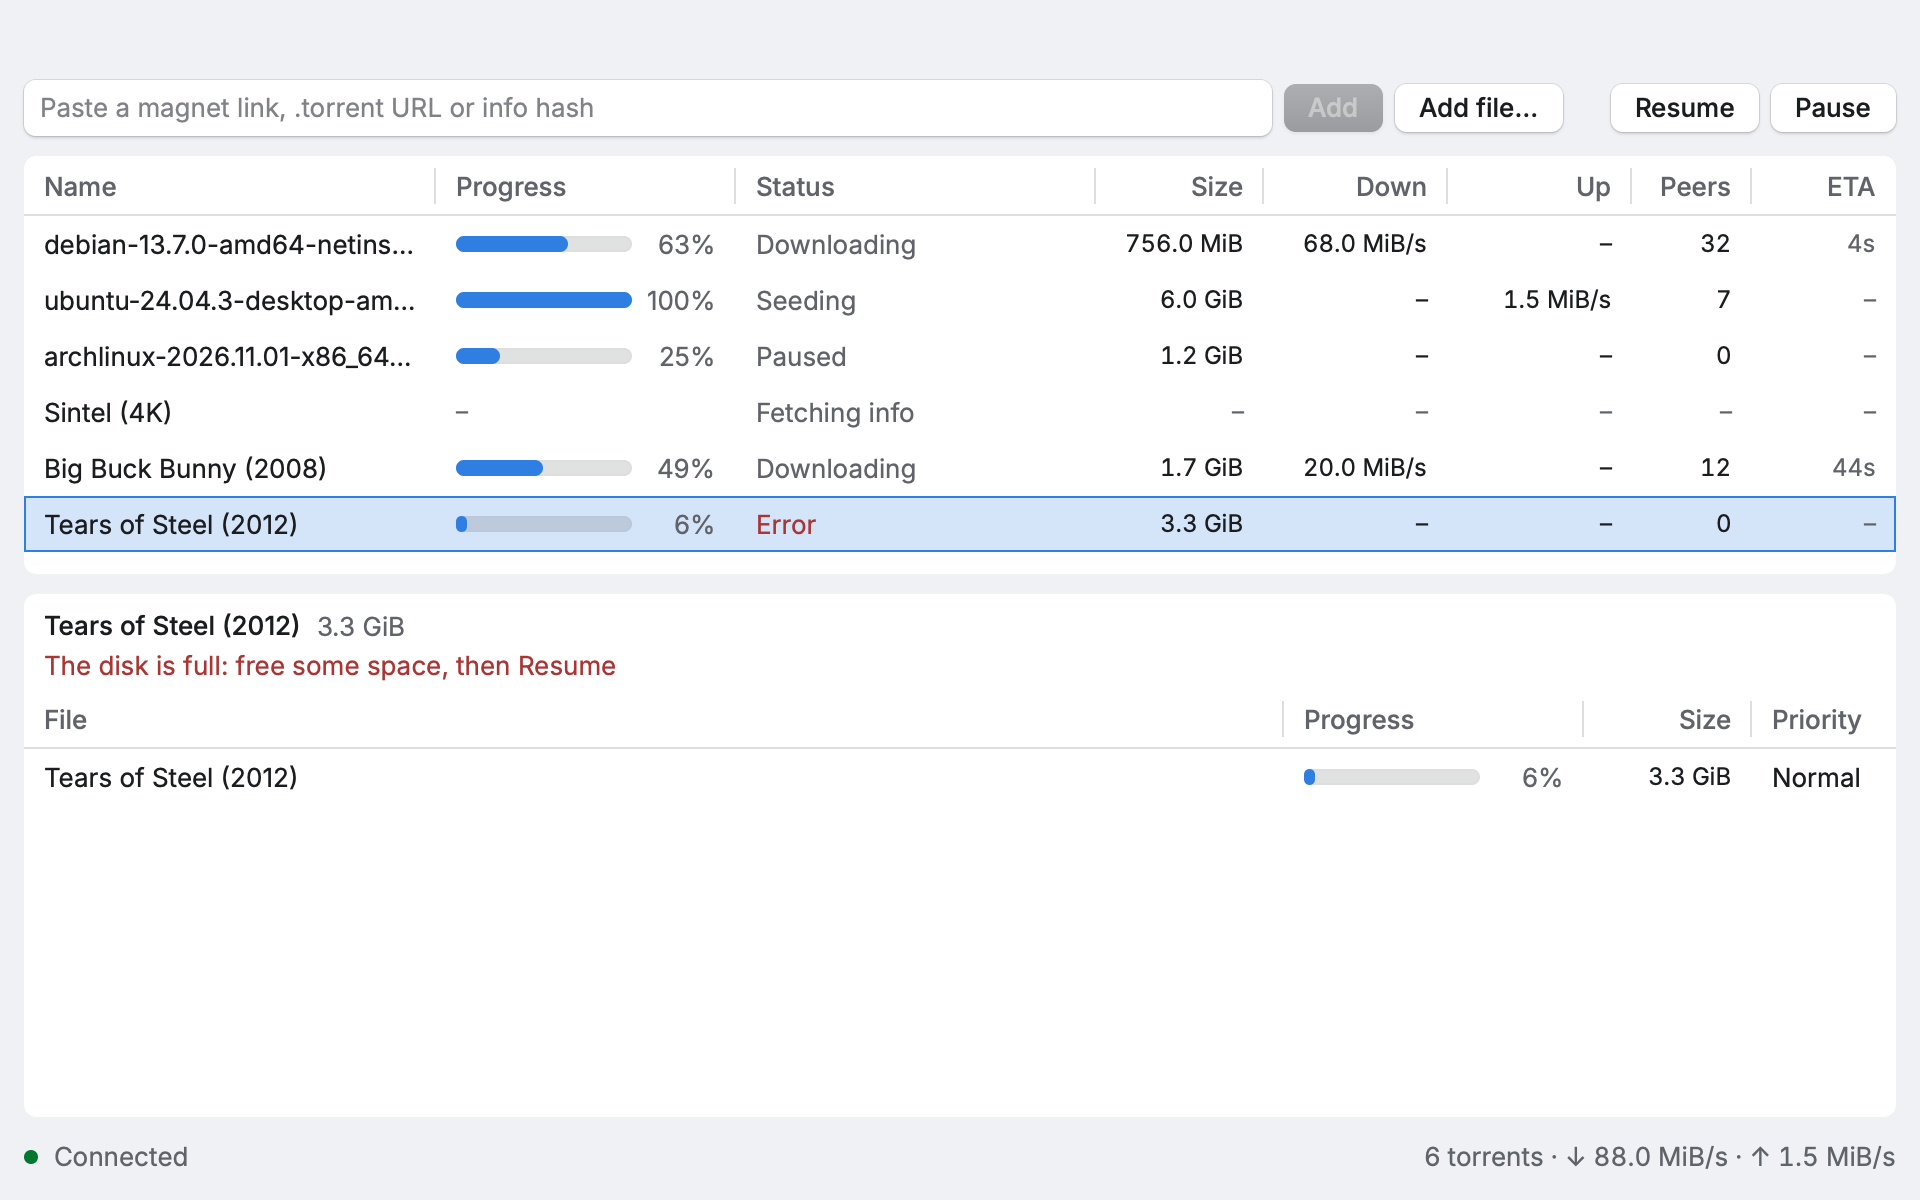 Paste a magnet link, .torrent URL or info hash Add Add file... Resume Pause
Name Progress Status Size Down Up Peers ETA
debian-13.7.0-amd64-netins... 63% Downloading 756.0 MiB 68.0 MiB/s – 32 4s
ubuntu-24.04.3-desktop-am... 100% Seeding 6.0 GiB – 1.5 MiB/s 7 –
archlinux-2026.11.01-x86_64... 25% Paused 1.2 GiB – – 0 –
Sintel (4K) – Fetching info – – – – –
Big Buck Bunny (2008) 49% Downloading 1.7 GiB 20.0 MiB/s – 12 44s
Tears of Steel (2012) 6% Error 3.3 GiB – – 0 –
Tears of Steel (2012) 3.3 GiB
The disk is full: free some space, then Resume
File Progress Size Priority
Tears of Steel (2012) 6% 3.3 GiB Normal
Connected 6 torrents · ↓ 88.0 MiB/s · ↑ 1.5 MiB/s